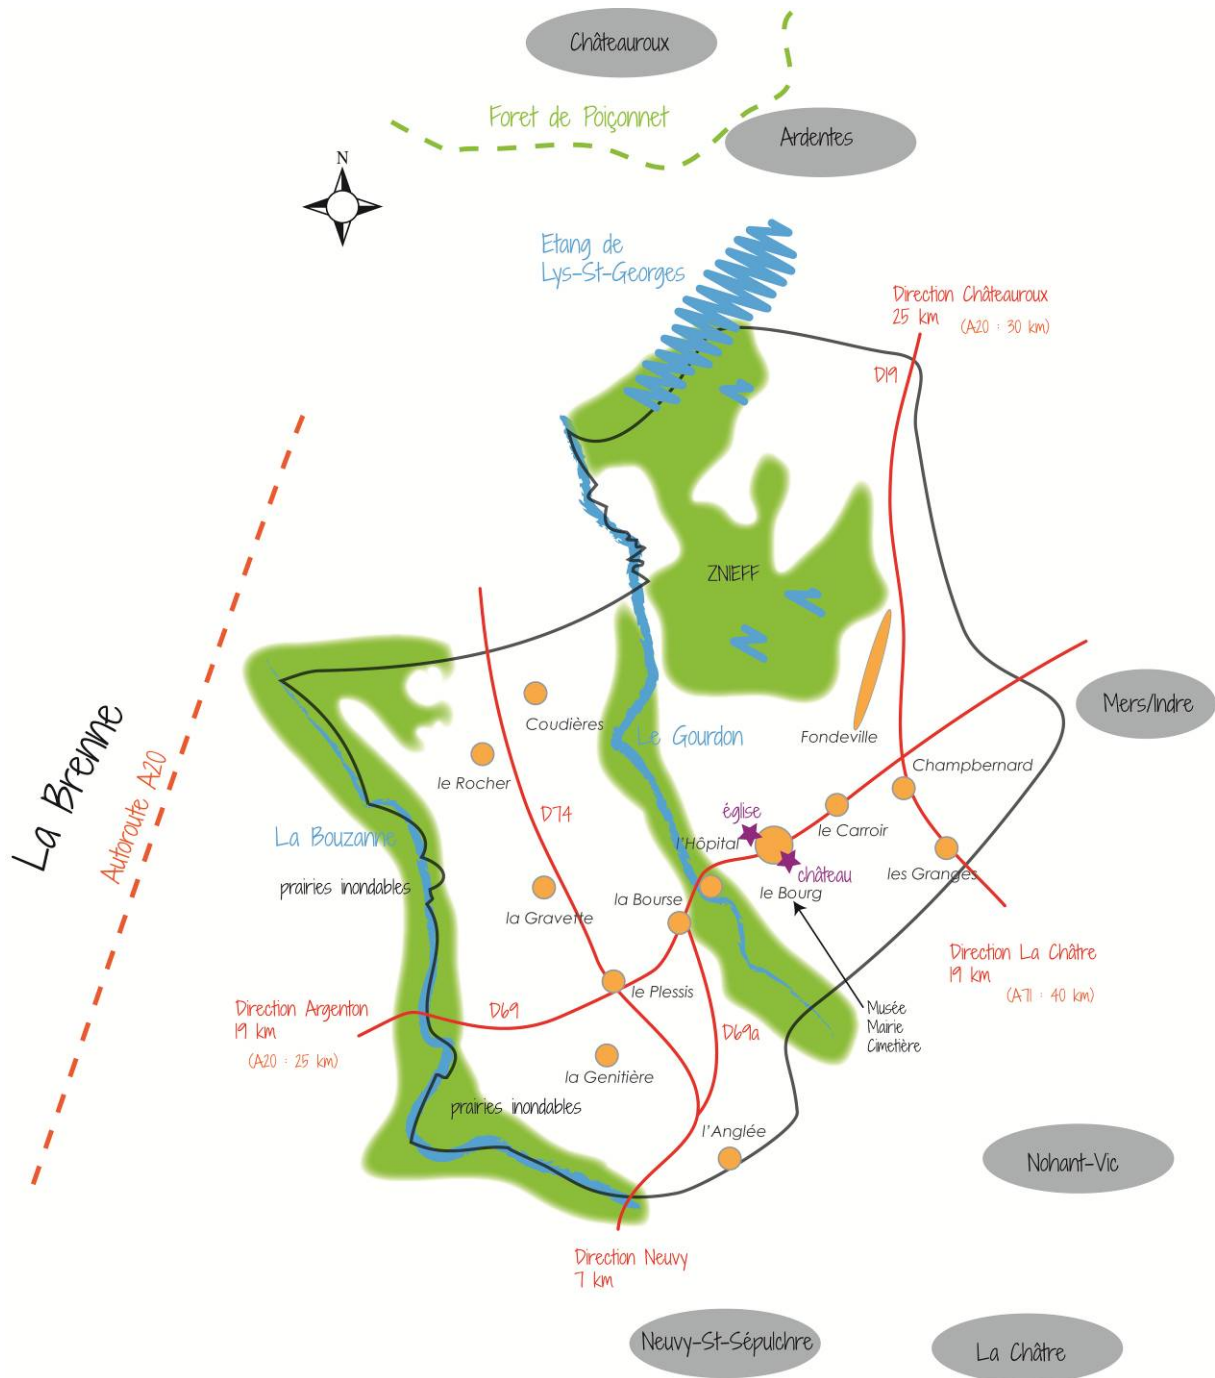 Châteauroux
Foret de Poiçonnet
Ardentes
N
Etang de
Lys-St-Georges
Direction Châteauroux
25 km
(A20 : 30 km)
D19
ZNIEFF
Mers/Indre
Coudières
Le Gourdon
Fondeville
le Rocher
Champbernard
La Brenne
Autoroute A20
D74
église
le Carroir
La Bouzanne
l'Hôpital
prairies inondables
château
les Granges
la Bourse
le Bourg
la Gravette
Direction La Châtre
19 km
(A71 : 40 km)
le Plessis
Direction Argenton
19 km
(A20 : 25 km)
D69
Musée
Mairie
Cimetière
D69a
la Genitière
prairies inondables
l'Anglée
Nohant-Vic
Direction Neuvy
7 km
Neuvy-St-Sépulchre
La Châtre